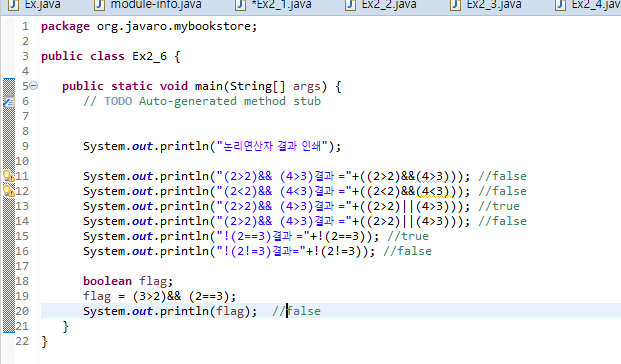 Ex.java module-info.java *Ex2_1.java Ex2_2.java Ex2_3.java Ex2_4.java
1 package org.javaro.mybookstore;
2
3 public class Ex2_6 {
4
5 public static void main(String[] args) {
6 // TODO Auto-generated method stub
7
8
9 System.out.println("논리연산자 결과 인쇄");
10
11 System.out.println("(2>2)&& (4>3)결과 ="+((2>2)&&(4>3))); //false
12 System.out.println("(2<2)&& (4>3)결과 ="+((2<2)&&(4<3))); //false
13 System.out.println("(2>2)&& (4>3)결과 ="+((2>2)||(4>3))); //true
14 System.out.println("(2>2)&& (4>3)결과 ="+((2>2)||(4>3))); //false
15 System.out.println("!(2==3)결과 ="+!(2==3)); //true
16 System.out.println("!(2!=3)결과="+!(2!=3)); //false
17
18 boolean flag;
19 flag = (3>2)&& (2==3);
20 System.out.println(flag); //false
21 }
22 }